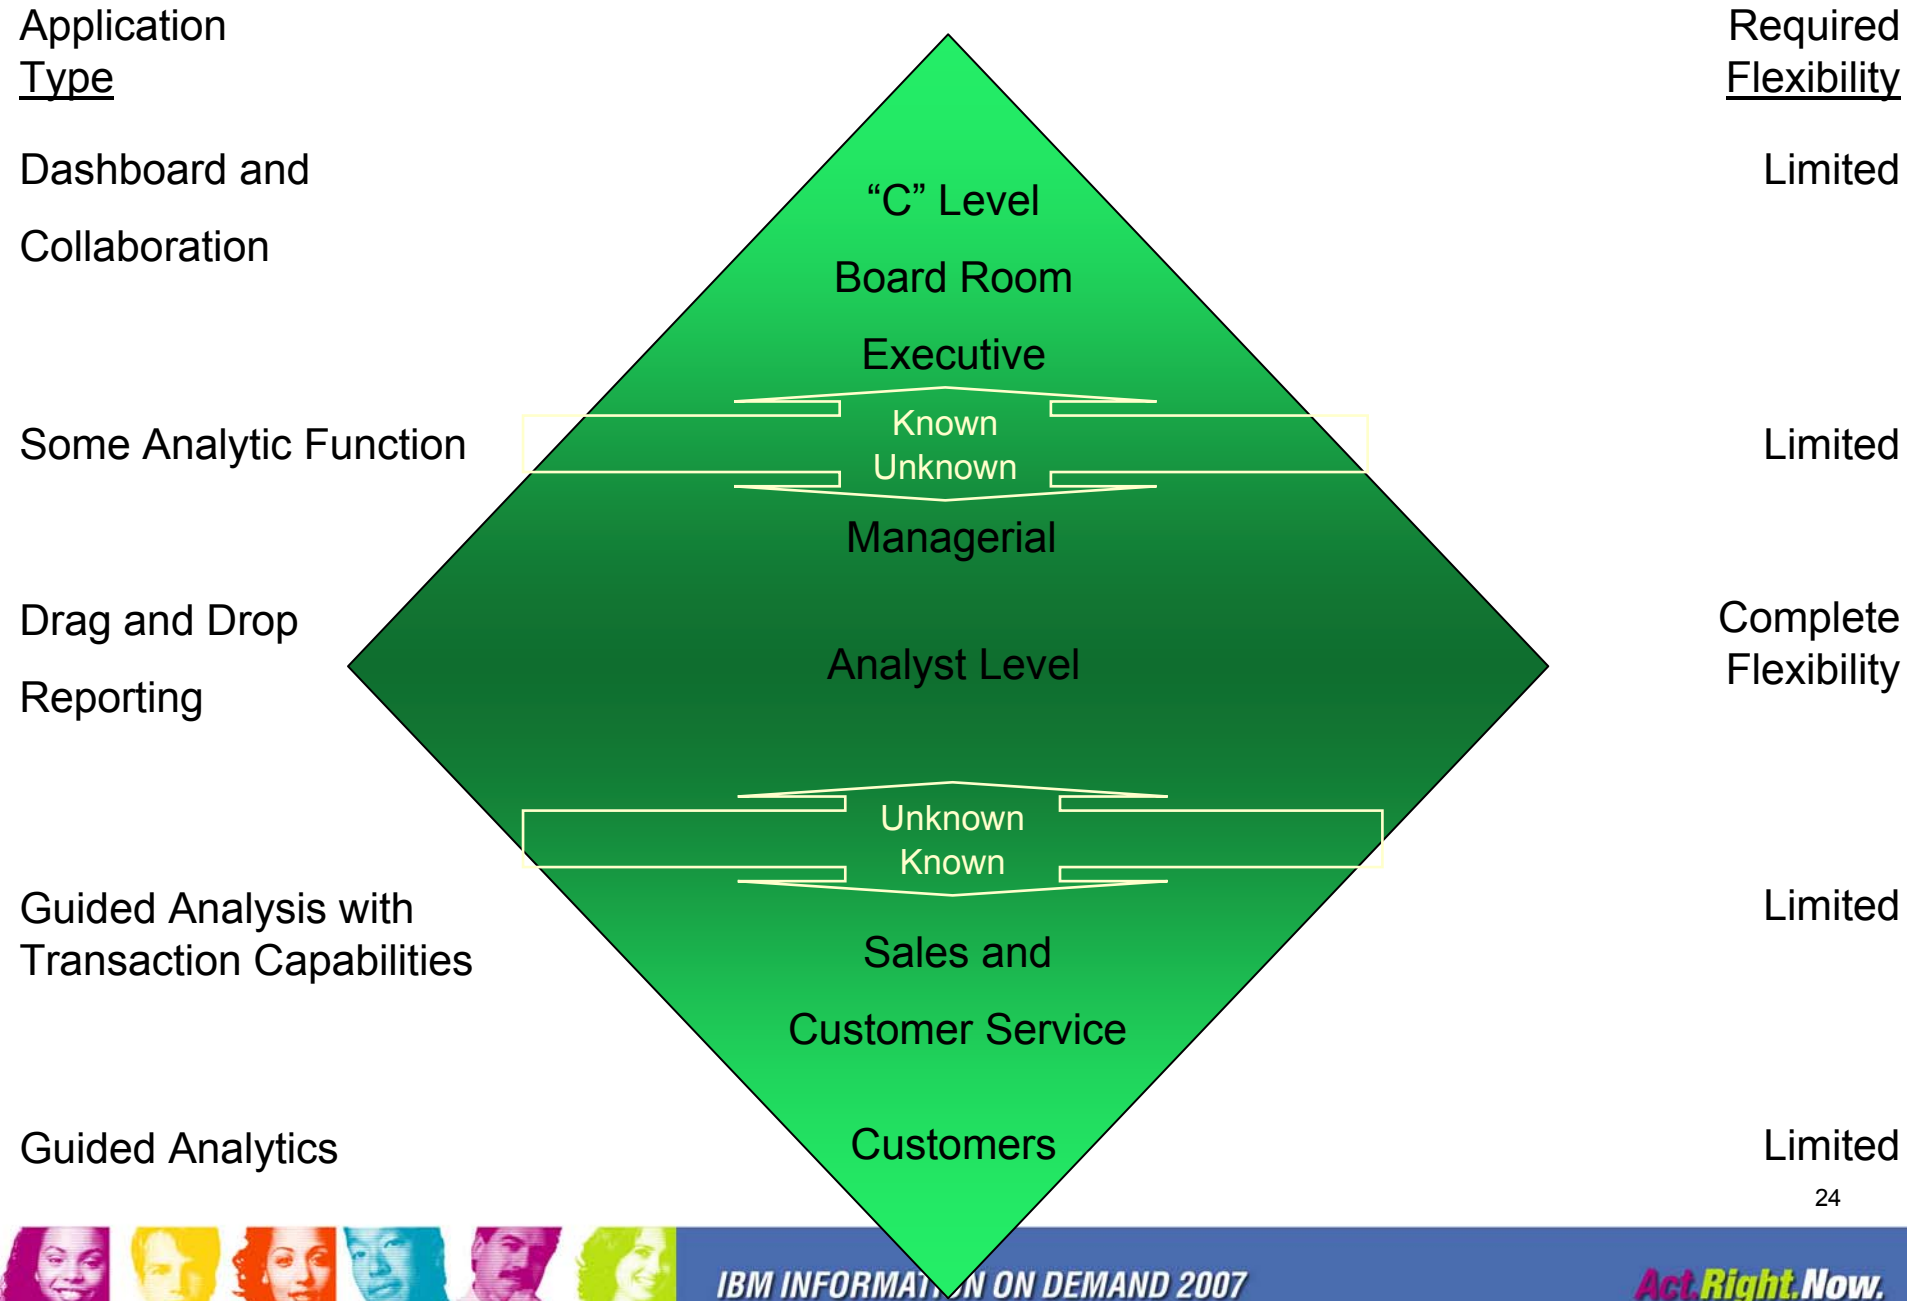 Application
Type
Required
Flexibility
Dashboard and
Collaboration
Limited
“C” Level
Board Room
Executive
Known
Unknown
Some Analytic Function
Limited
Managerial
Drag and Drop
Reporting
Analyst Level
Complete
Flexibility
Unknown
Known
Guided Analysis with
Transaction Capabilities
Limited
Sales and
Customer Service
Guided Analytics
Customers
Limited
24
IBM INFORMATION ON DEMAND 2007
Act.Right.Now.